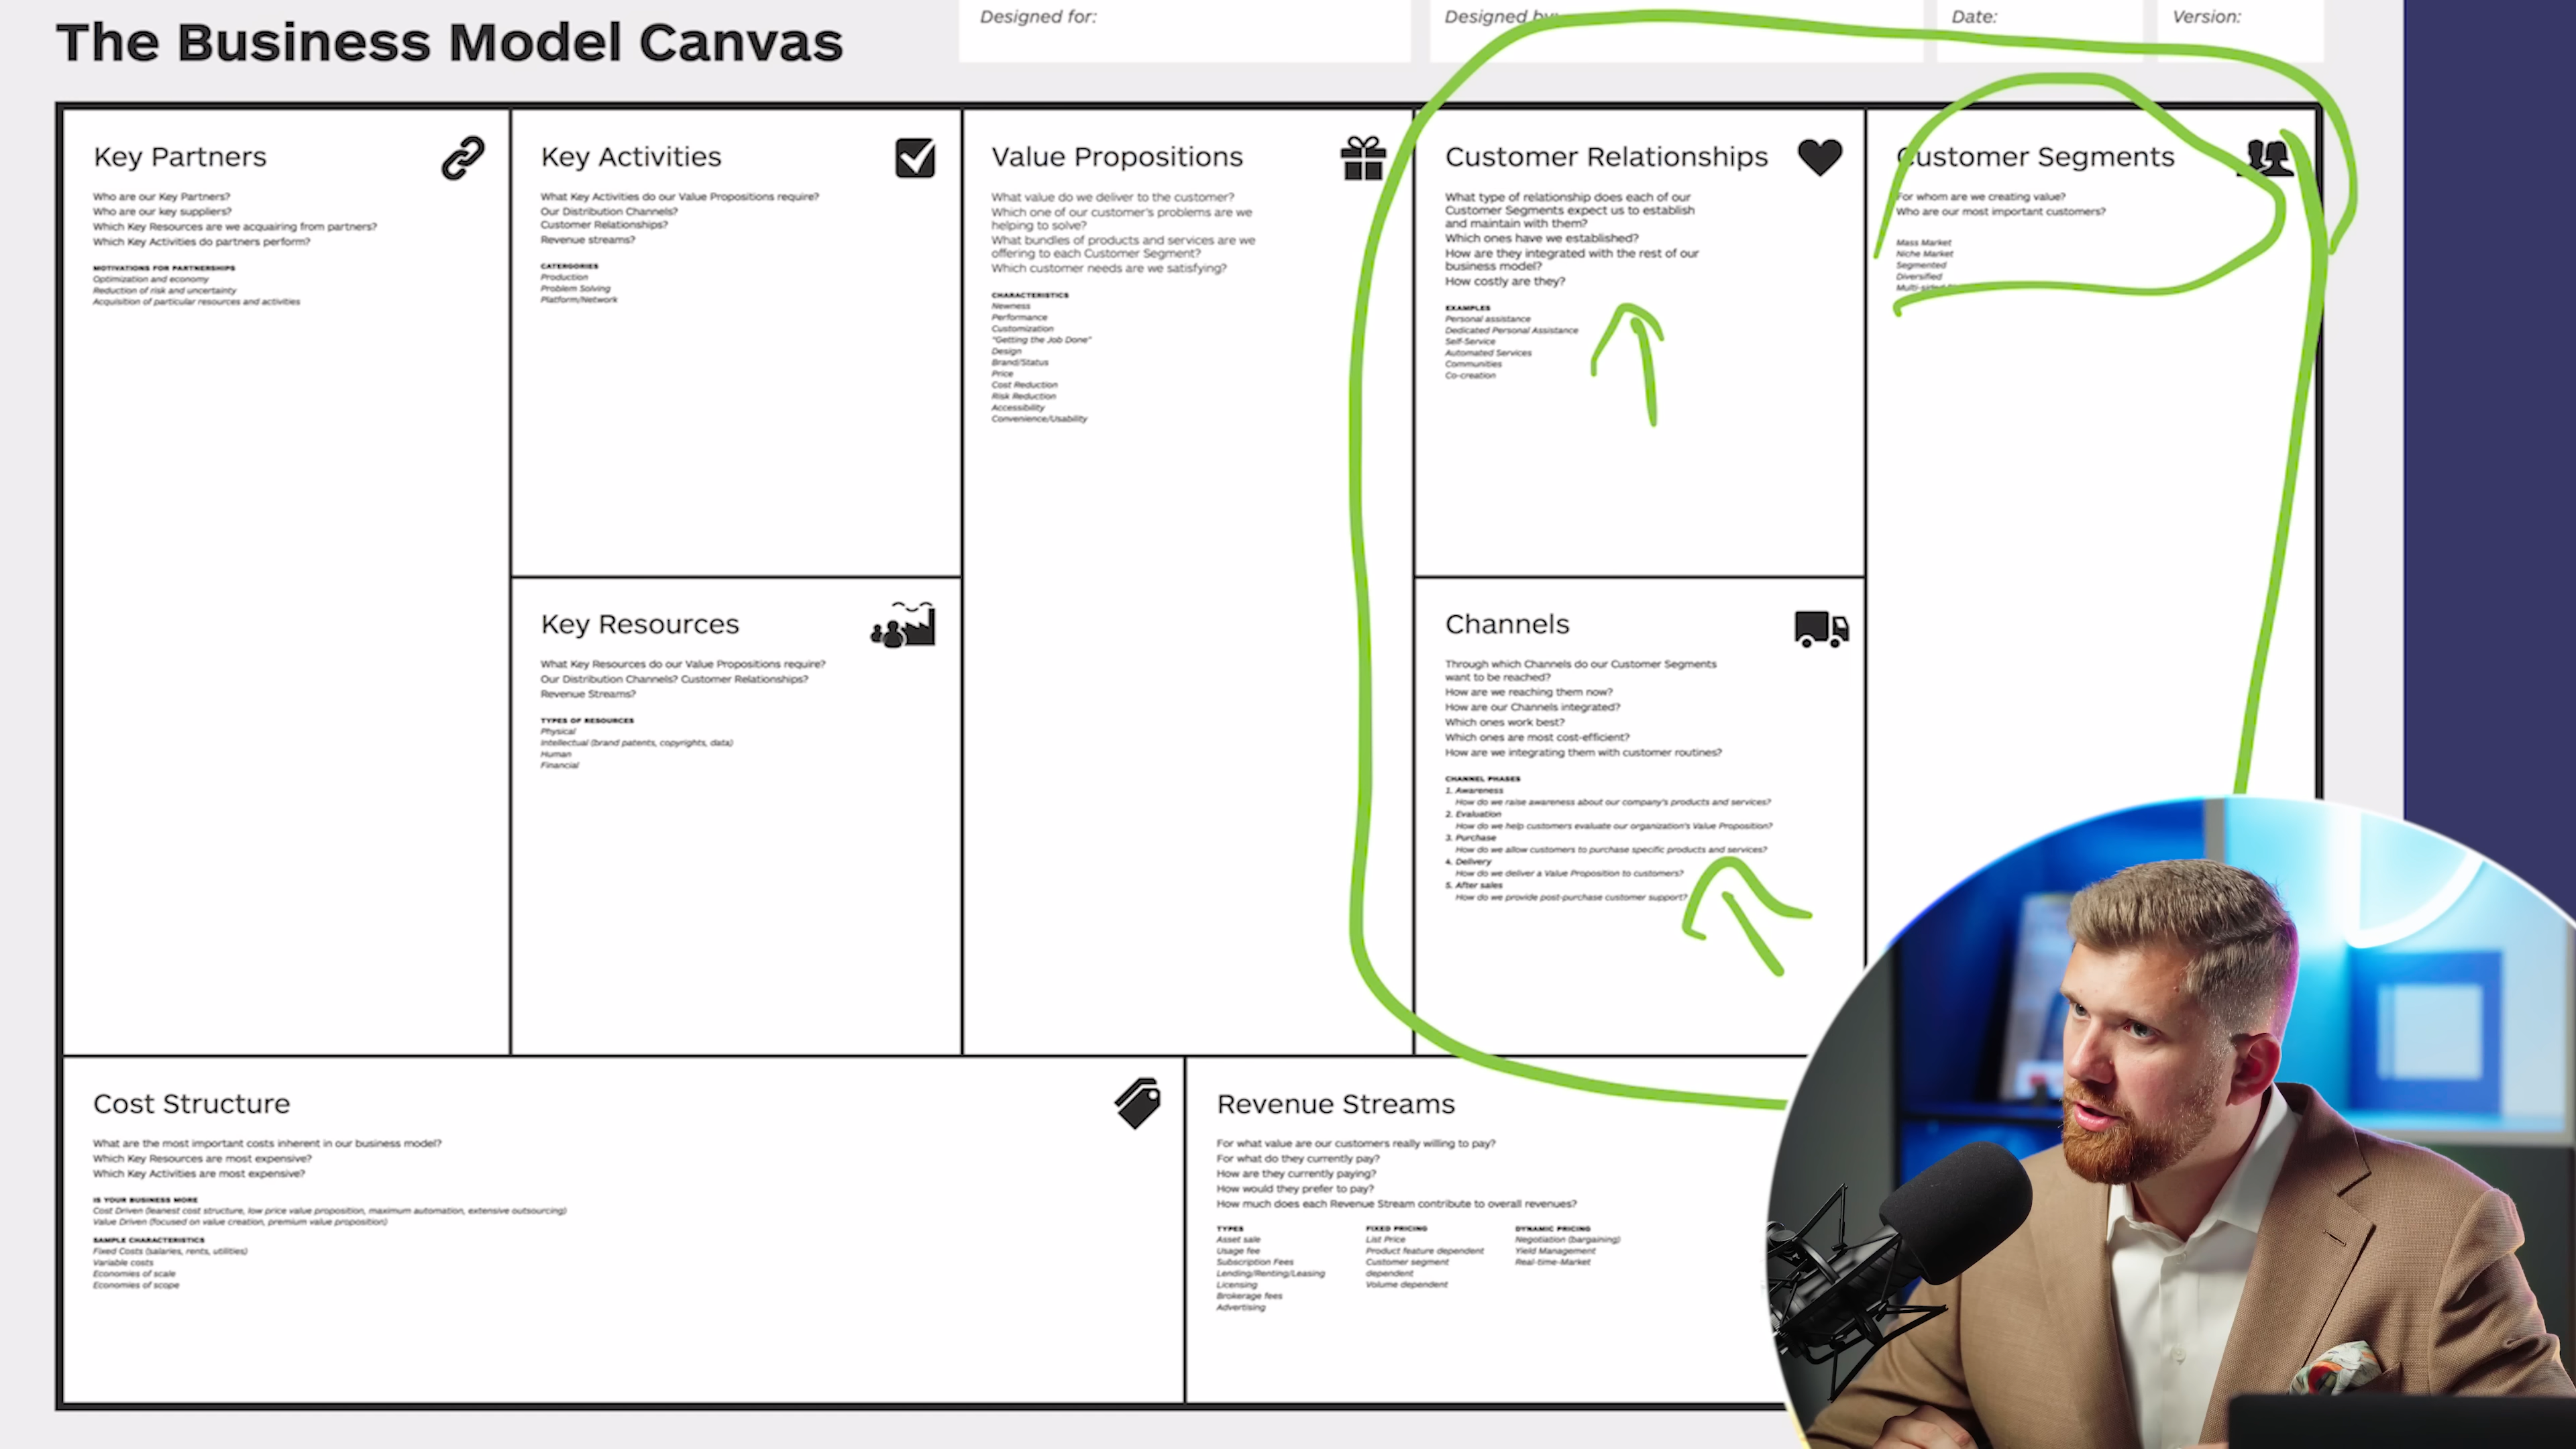 The Business Model Canvas
Designed for:
Designed by:
Date:
Version:
Key Partners
Who are our Key Partners?
Who are our key suppliers?
Which Key Resources are we acquairing from partners?
Which Key Activities do partners perform?
MOTIVATIONS FOR PARTNERSHIPS
Optimization and economy
Reduction of risk and uncertainty
Acquisition of particular resources and activities
Key Activities
What Key Activities do our Value Propositions require?
Our Distribution Channels?
Customer Relationships?
Revenue streams?
CATERGORIES
Production
Problem Solving
Platform/Network
Key Resources
What Key Resources do our Value Propositions require?
Our Distribution Channels? Customer Relationships?
Revenue Streams?
TYPES OF RESOURCES
Physical
Intellectual (brand patents, copyrights, data)
Human
Financial
Value Propositions
What value do we deliver to the customer?
Which one of our customer's problems are we
helping to solve?
What bundles of products and services are we
offering to each Customer Segment?
Which customer needs are we satisfying?
CHARACTERISTICS
Newness
Performance
Customization
"Getting the Job Done"
Design
Brand/Status
Price
Cost Reduction
Risk Reduction
Accessibility
Convenience/Usability
Customer Relationships
What type of relationship does each of our
Customer Segments expect us to establish
and maintain with them?
Which ones have we established?
How are they integrated with the rest of our
business model?
How costly are they?
EXAMPLES
Personal assistance
Dedicated Personal Assistance
Self-Service
Automated Services
Communities
Co-creation
Channels
Through which Channels do our Customer Segments
want to be reached?
How are we reaching them now?
How are our Channels integrated?
Which ones work best?
Which ones are most cost-efficient?
How are we integrating them with customer routines?
CHANNEL PHASES
1. Awareness
How do we raise awareness about our company's products and services?
2. Evaluation
How do we help customers evaluate our organization's Value Proposition?
3. Purchase
How do we allow customers to purchase specific products and services?
4. Delivery
How do we deliver a Value Proposition to customers?
5. After sales
How do we provide post-purchase customer support?
Customer Segments
For whom are we creating value?
Who are our most important customers?
Mass Market
Niche Market
Segmented
Diversified
Multi-sided
Cost Structure
What are the most important costs inherent in our business model?
Which Key Resources are most expensive?
Which Key Activities are most expensive?
IS YOUR BUSINESS MORE
Cost Driven (leanest cost structure, low price value proposition, maximum automation, extensive outsourcing)
Value Driven (focused on value creation, premium value proposition)
SAMPLE CHARACTERISTICS
Fixed Costs (salaries, rents, utilities)
Variable costs
Economies of scale
Economies of scope
Revenue Streams
For what value are our customers really willing to pay?
For what do they currently pay?
How are they currently paying?
How would they prefer to pay?
How much does each Revenue Stream contribute to overall revenues?
TYPES
Asset sale
Usage fee
Subscription Fees
Lending/Renting/Leasing
Licensing
Brokerage fees
Advertising
FIXED PRICING
List Price
Product feature dependent
Customer segment
dependent
Volume dependent
DYNAMIC PRICING
Negotiation (bargaining)
Yield Management
Real-time-Market